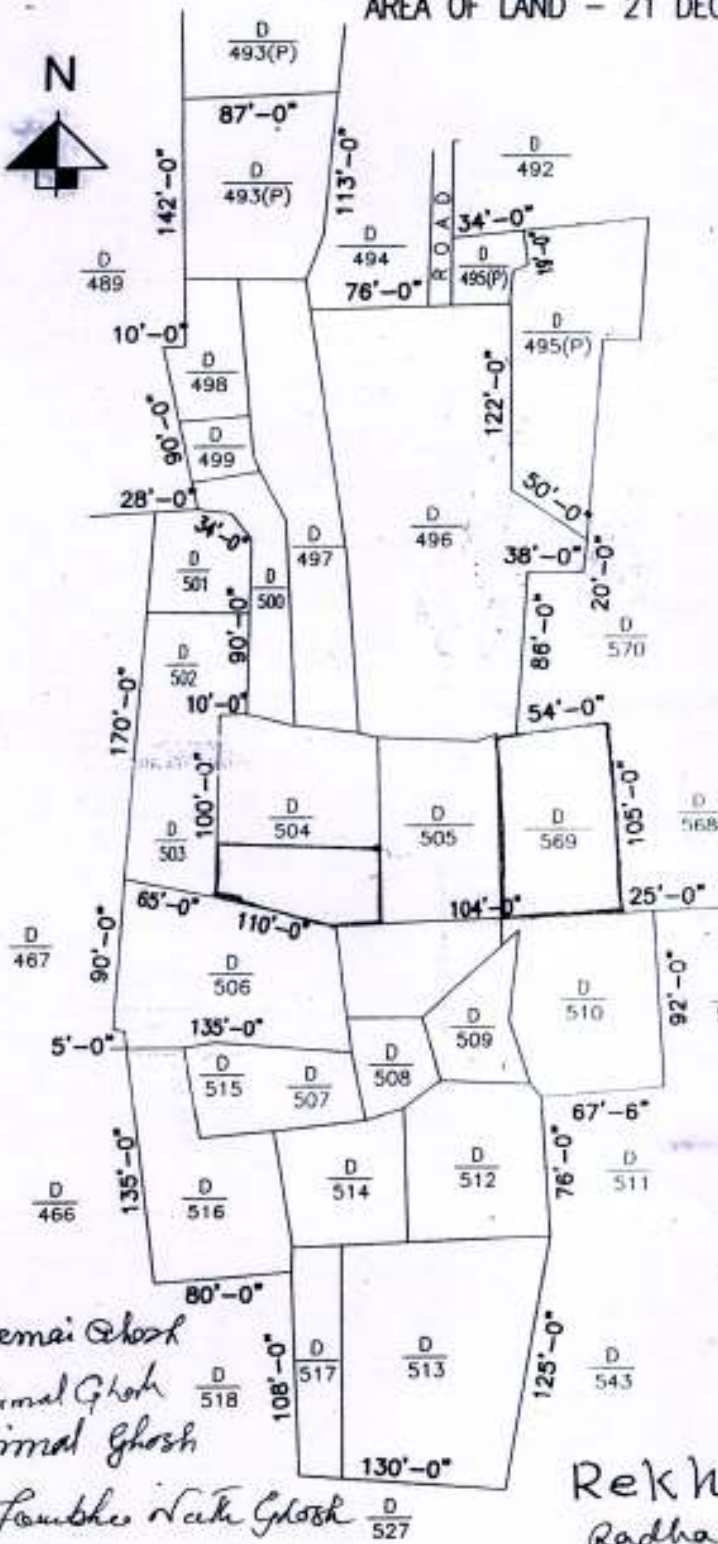 AREA OF LAND – 21 DEC
D
493(P)
N
87'-0"
142'-0"
D
493(P)
113'-0"
D
492
ROAD
34'-0"
D
494
D
495(P)
D
489
76'-0"
10'-0"
D
495(P)
D
498
122'-0"
90'-0"
D
499
50'-0"
28'-0"
34'-0"
D
496
D
497
38'-0"
20'-0"
D
501
D
500
90'-0"
86'-0"
D
570
D
502
10'-0"
54'-0"
170'-0"
100'-0"
D
504
D
505
D
569
105'-0"
D
568
D
503
65'-0"
110'-0"
104'-0"
25'-0"
90'-0"
D
467
D
506
D
510
92'-0"
135'-0"
D
509
5'-0"
D
515
D
507
D
508
67'-6"
135'-0"
76'-0"
D
466
D
516
D
514
D
512
D
511
80'-0"
emai Ghosh
108'-0"
D
517
D
513
125'-0"
D
543
mal Ghosh
D
518
imal Ghosh
130'-0"
Rekh
Nath Ghosh
D
527
Radha